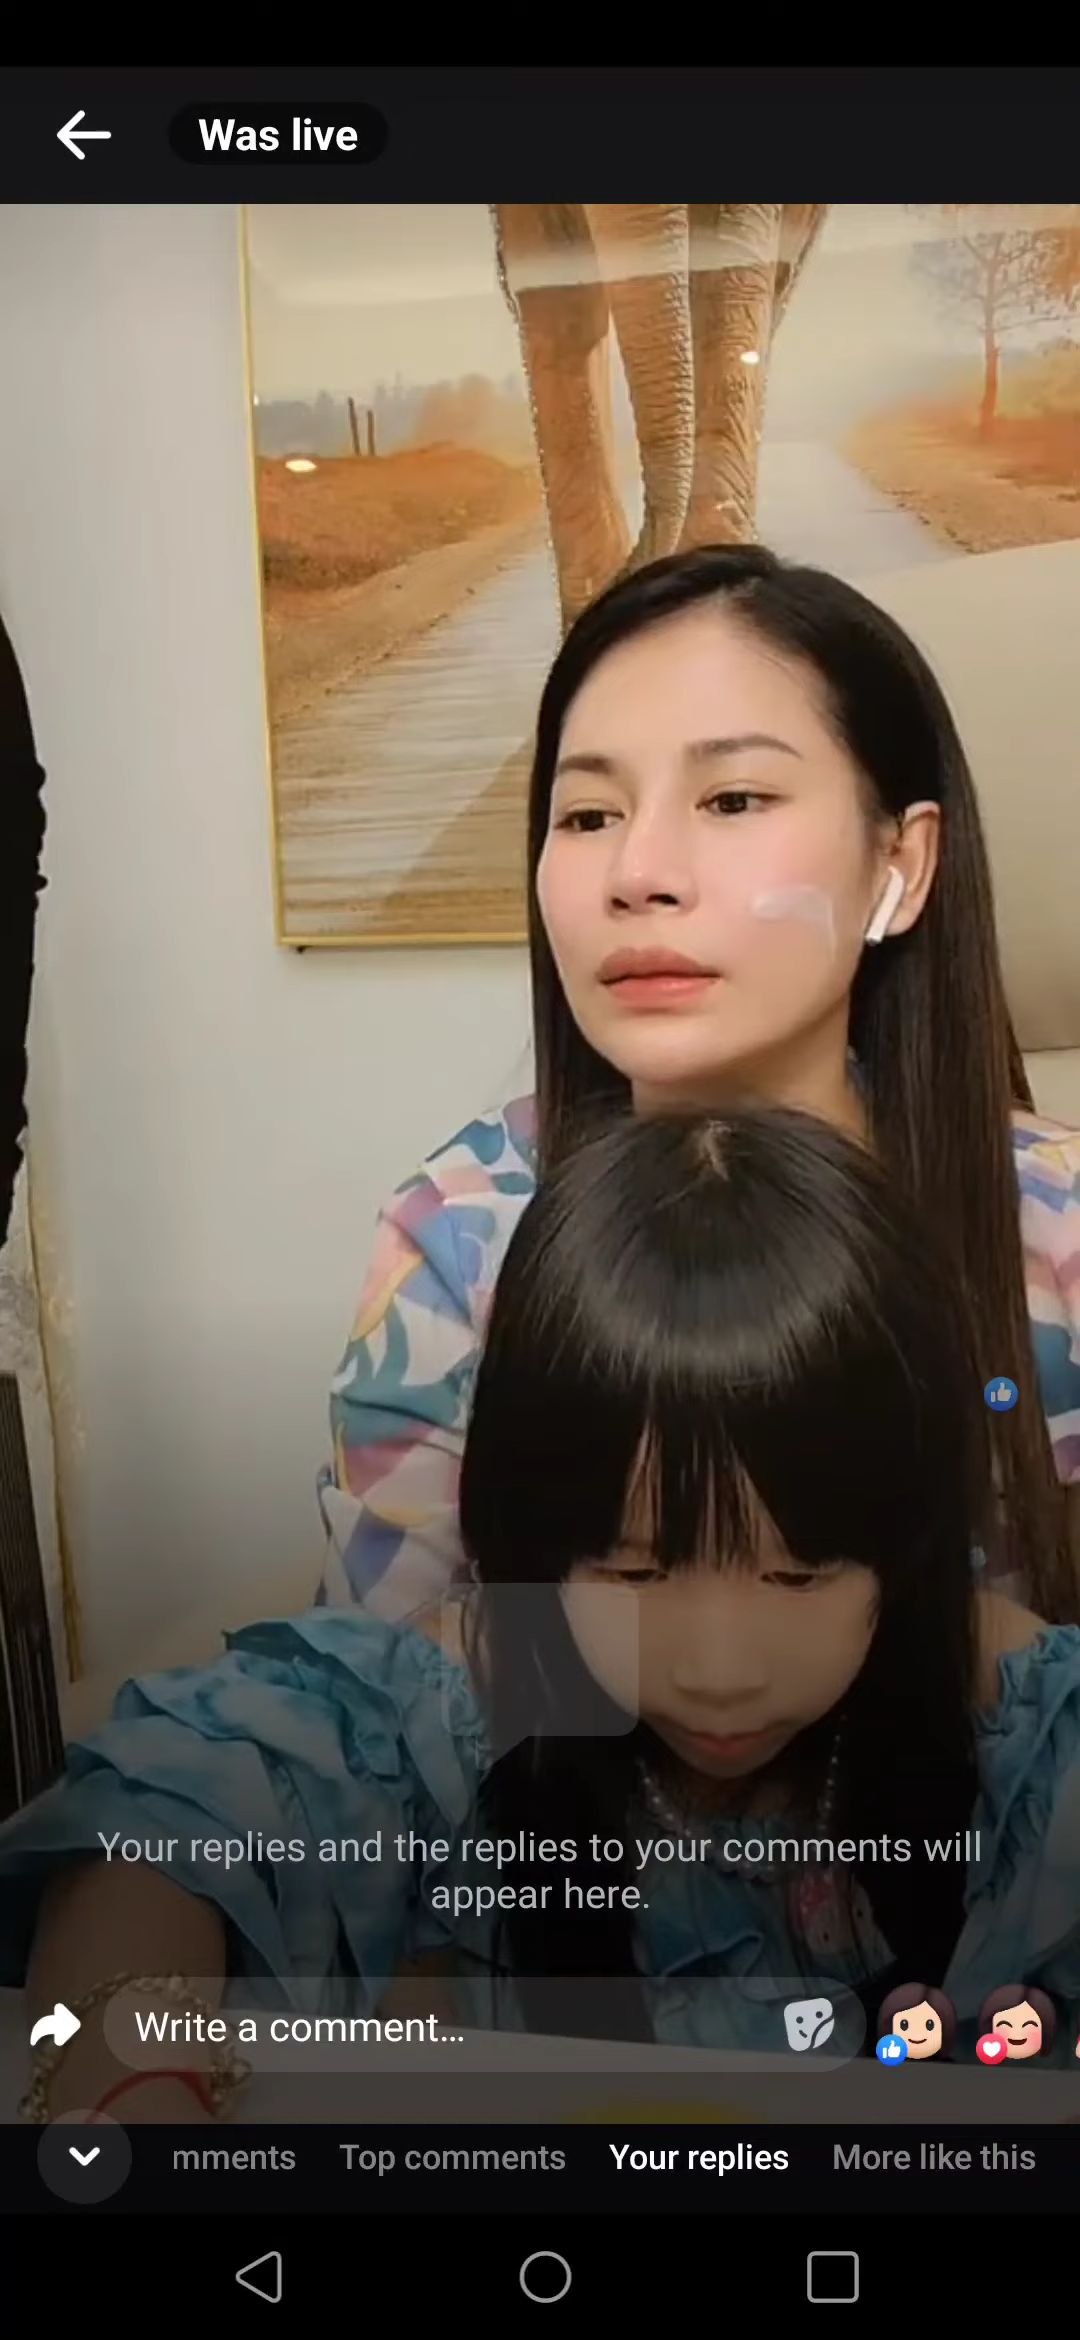 Was live
Your replies and the replies to your comments will
appear here.
Write a comment...
mments
Top comments
Your replies
More like this